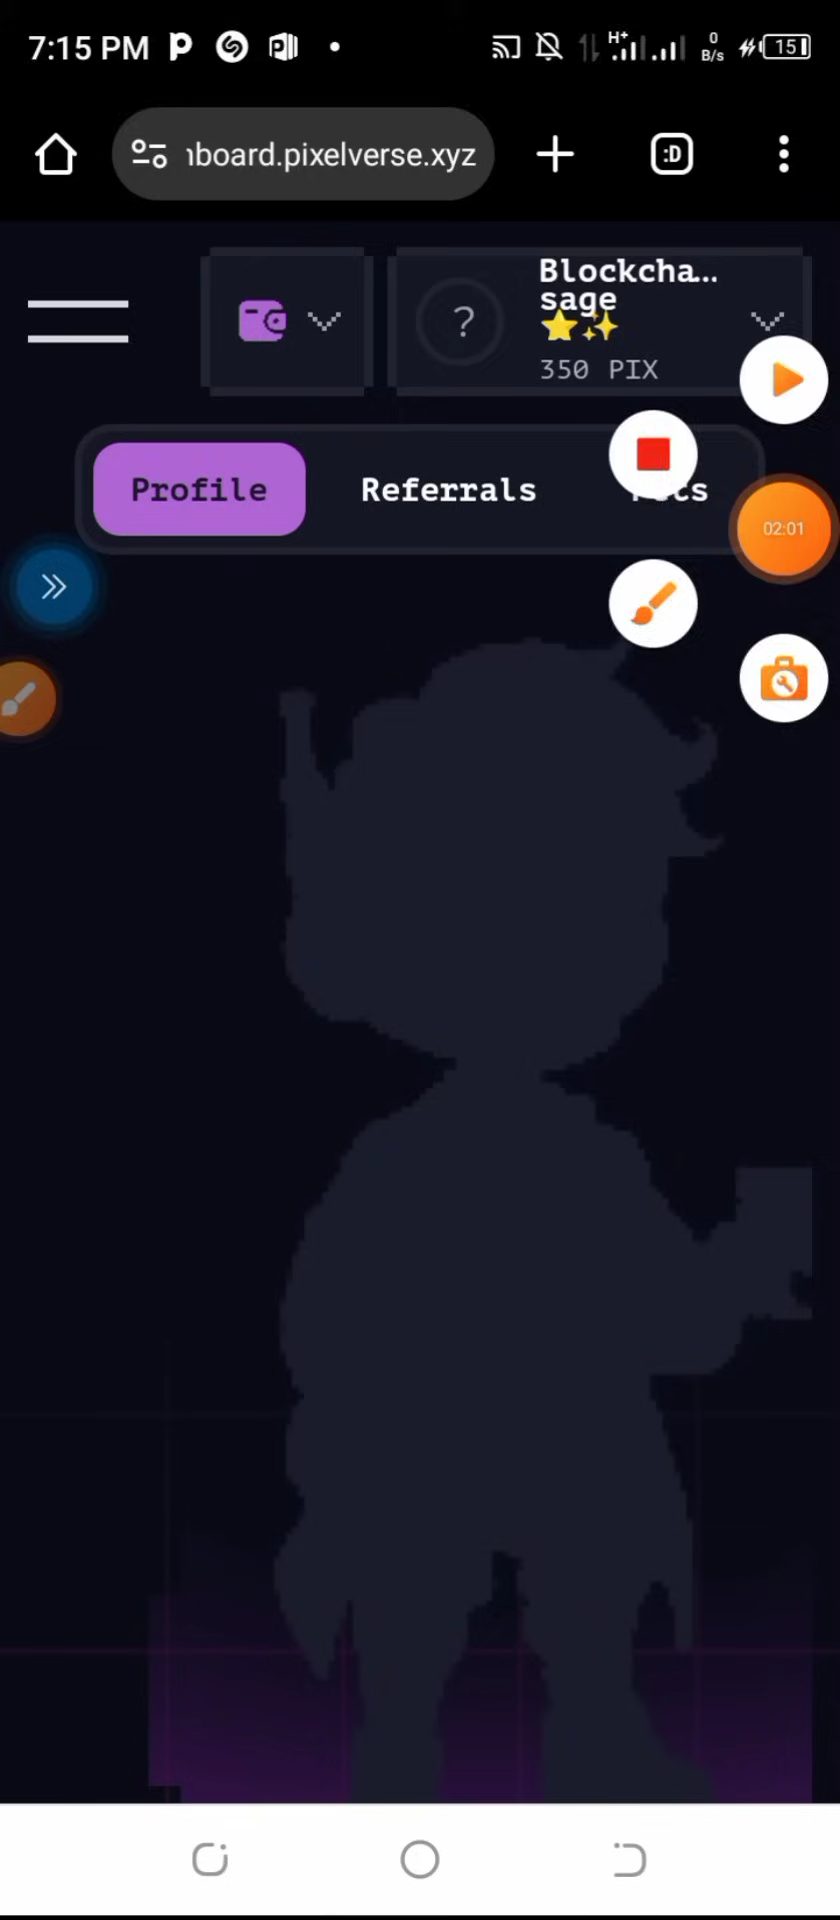 7:15 PM
H+
0
B/s
15
ıboard.pixelverse.xyz
:D
Blockcha...
sage
⭐✨
?
350 PIX
Profile
Referrals
02:01